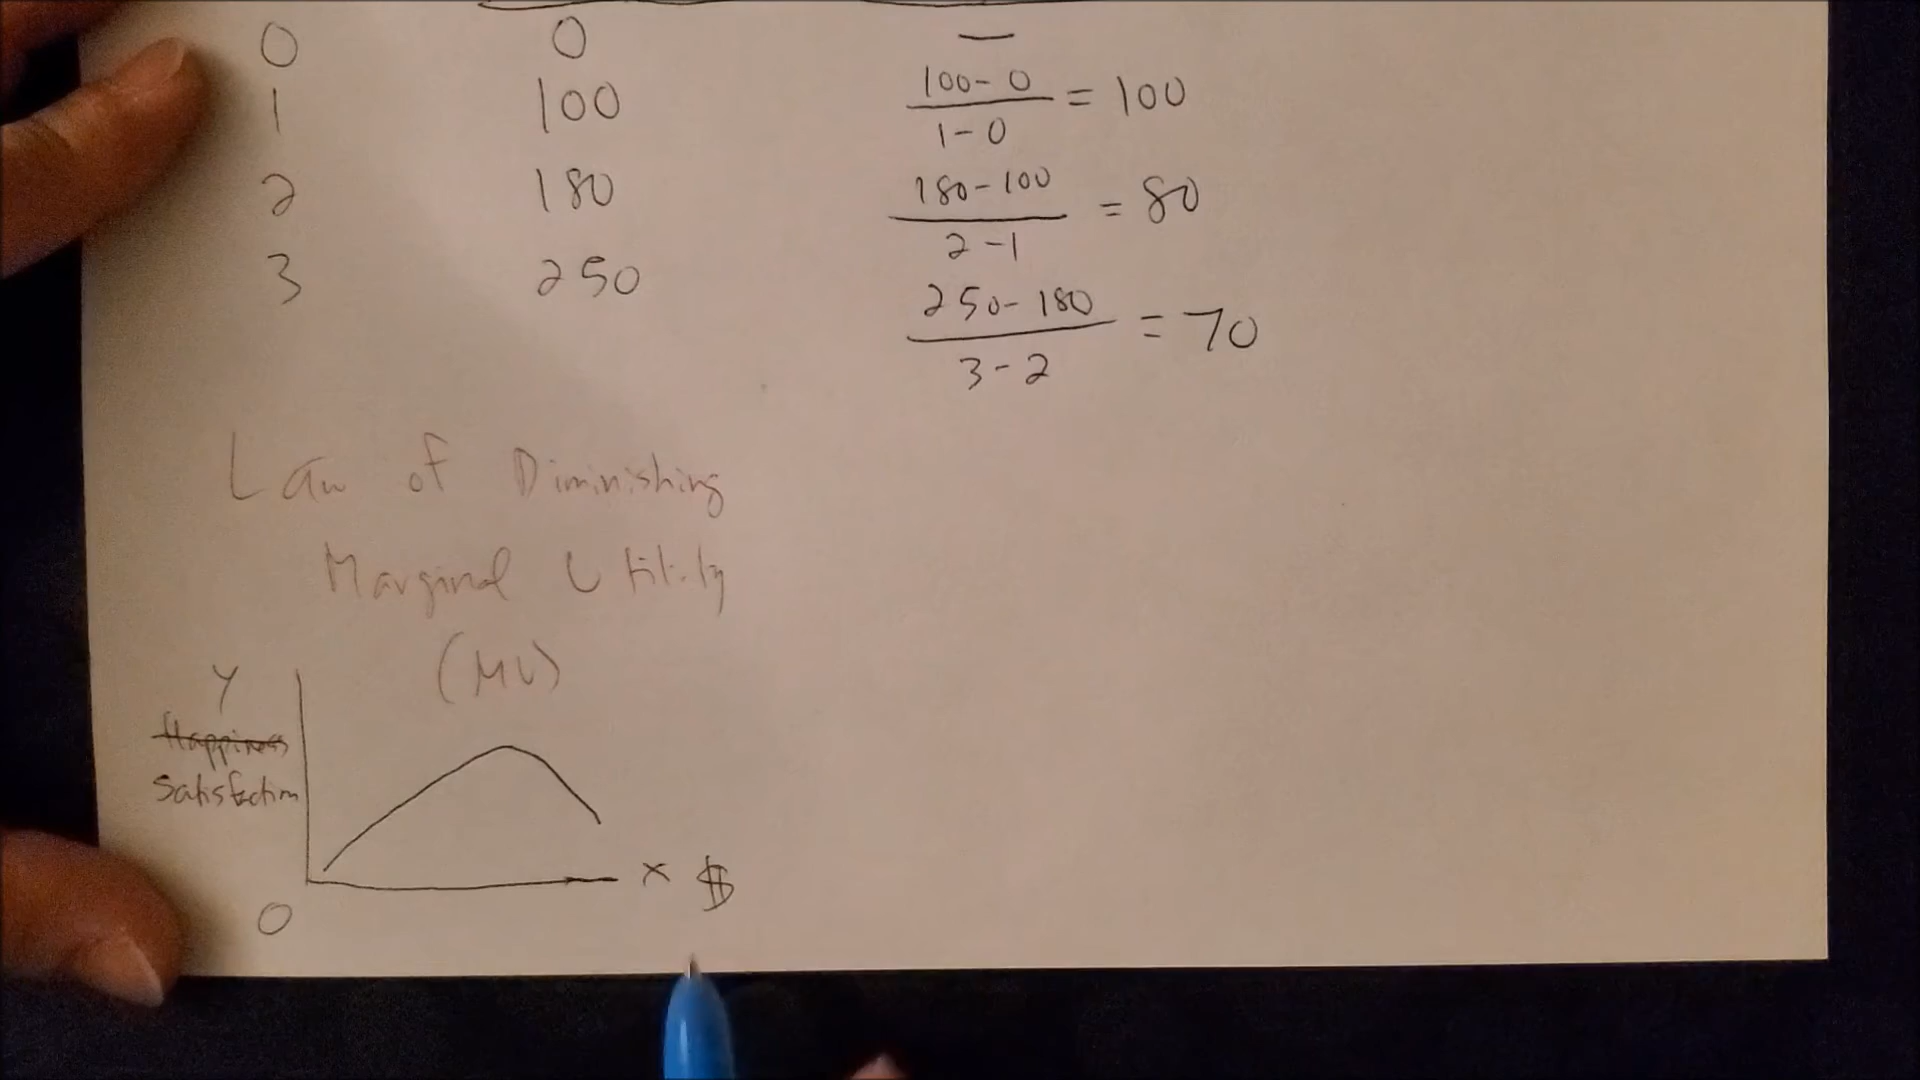 0 0 —
1 100 100-0 / 1-0 = 100
2 180 180-100 / 2-1 = 80
3 250 250-180 / 3-2 = 70
Law of Diminishing
Marginal Utility
(MU)
Y
Happiness
Satisfaction
0
x $